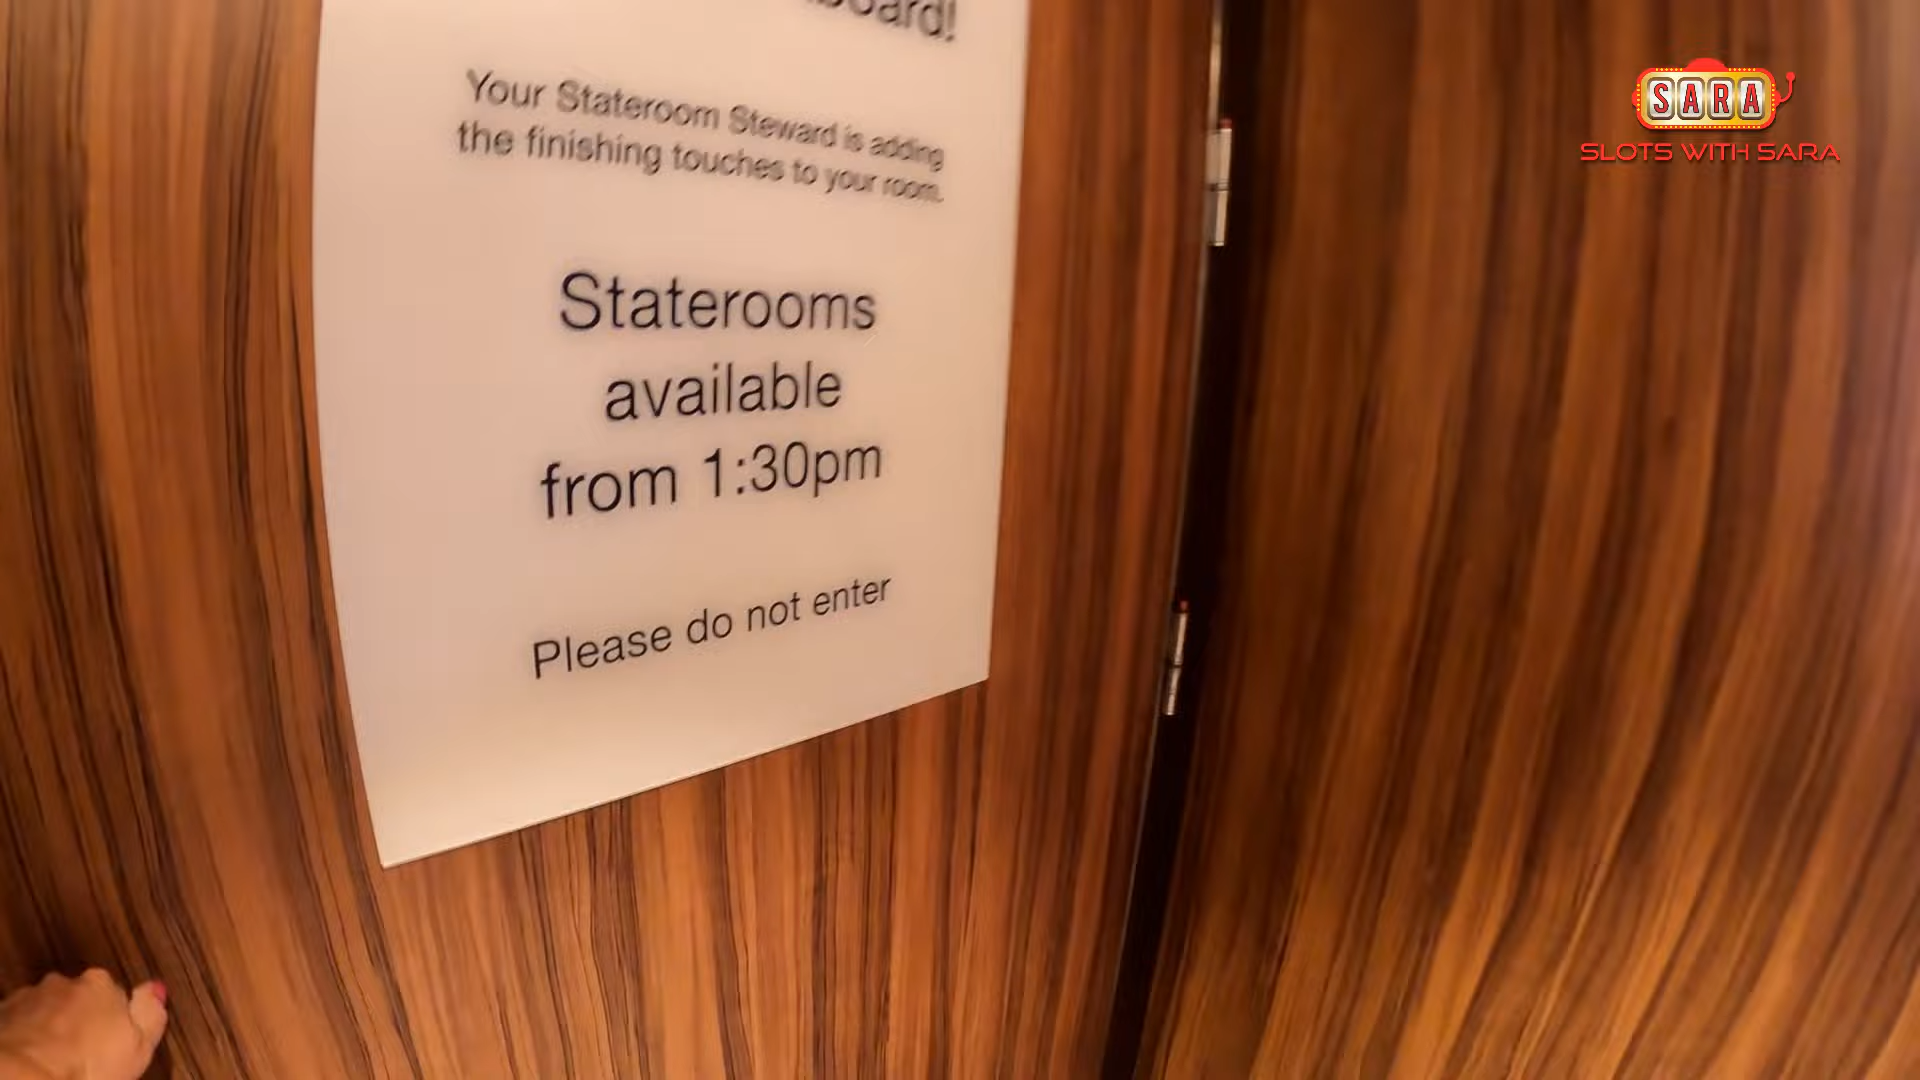 board!
Your Stateroom Steward is adding
the finishing touches to your room.
Staterooms
available
from 1:30pm
Please do not enter
SARA
SLOTS WITH SARA